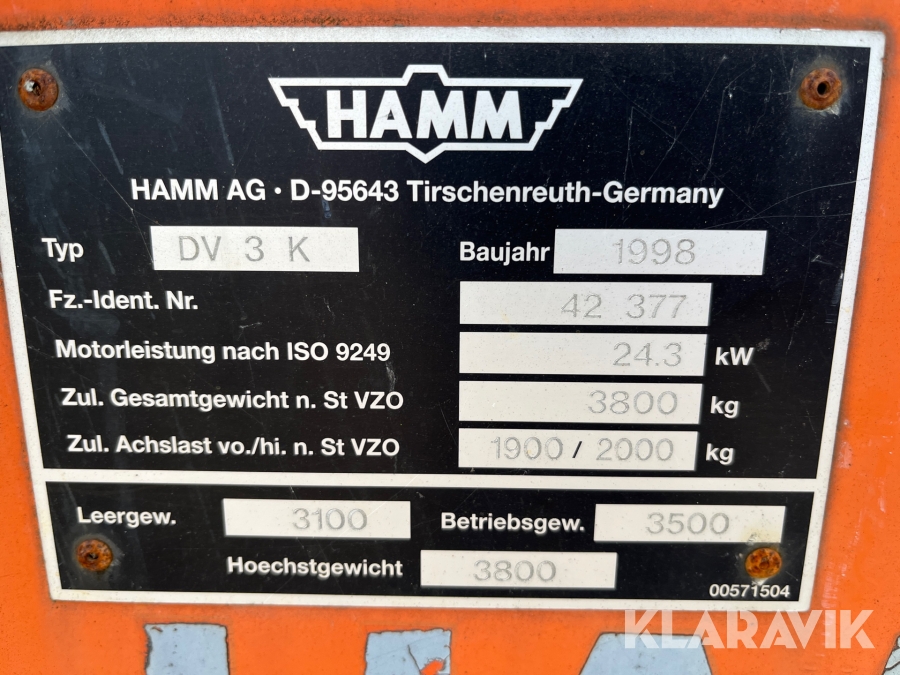 HAMM
HAMM AG · D-95643 Tirschenreuth-Germany
Typ DV 3 K Baujahr 1998
Fz.-Ident. Nr. 42 377
Motorleistung nach ISO 9249 24.3 kW
Zul. Gesamtgewicht n. St VZO 3800 kg
Zul. Achslast vo./hi. n. St VZO 1900 / 2000 kg
Leergew. 3100 Betriebsgew. 3500
Hoechstgewicht 3800
00571504
KLARAVIK